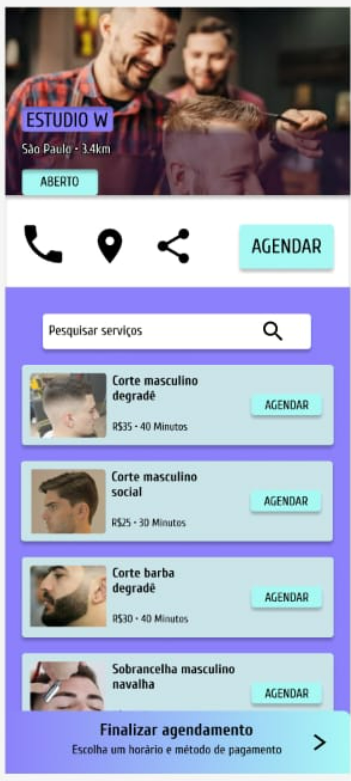 ESTUDIO W
São Paulo • 3.4km
ABERTO
AGENDAR
Pesquisar serviços
Corte masculino
degradê
R$35 • 40 Minutos
AGENDAR
Corte masculino
social
R$25 • 30 Minutos
AGENDAR
Corte barba
degradê
R$30 • 40 Minutos
AGENDAR
Sobrancelha masculino
navalha
AGENDAR
Finalizar agendamento
Escolha um horário e método de pagamento